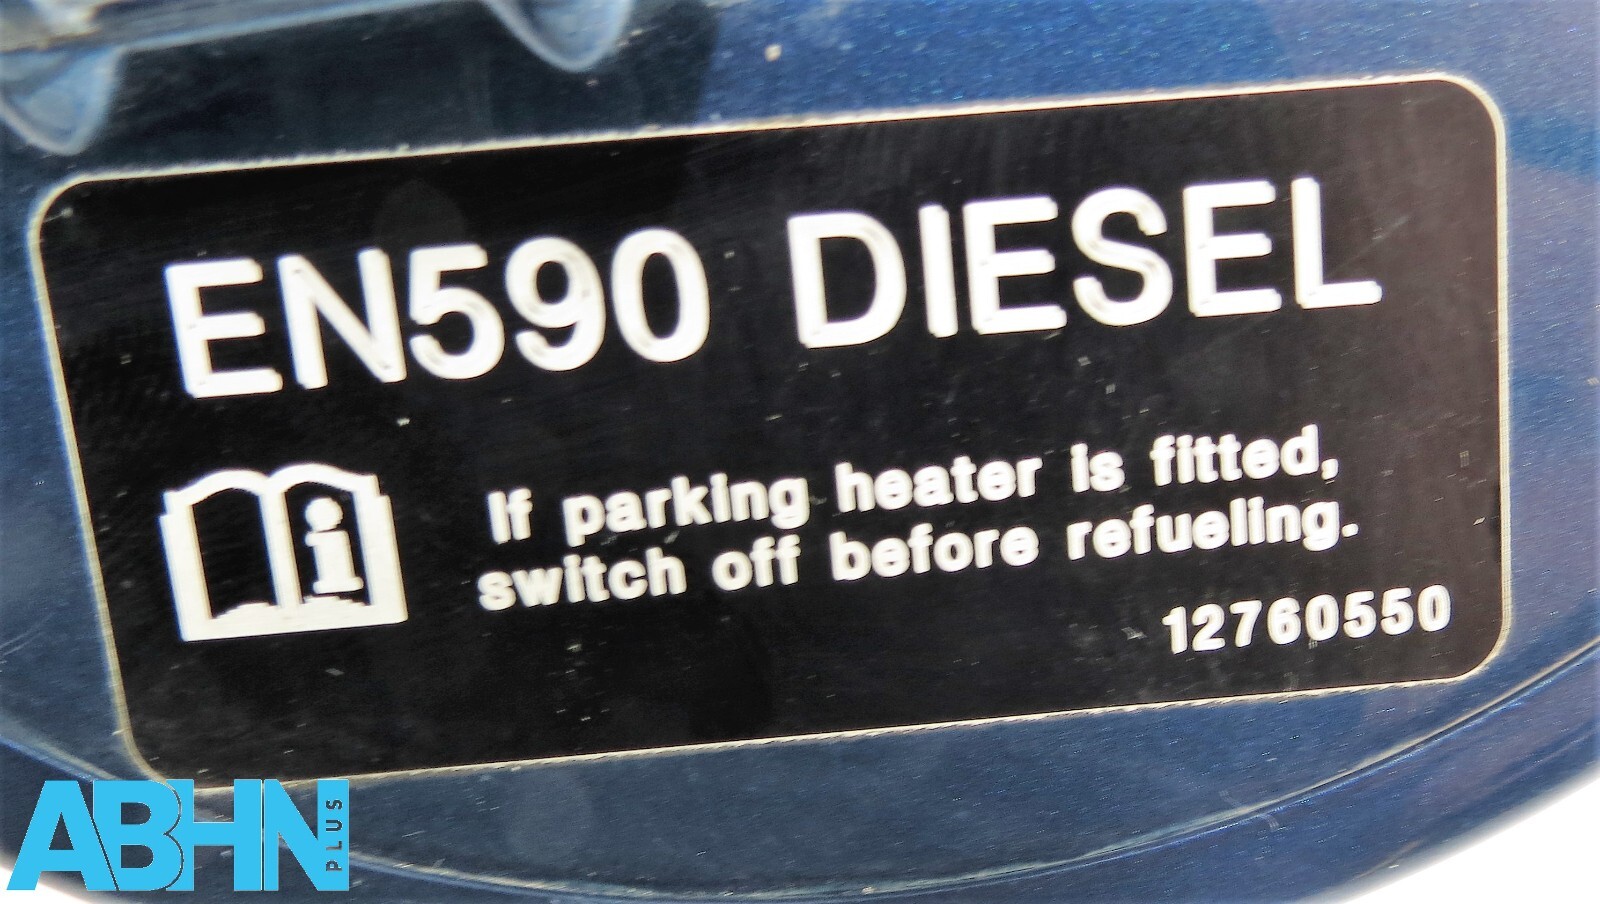 EN590 DIESEL
If parking heater is fitted,
switch off before refueling.
12760550
ABHN PLUS